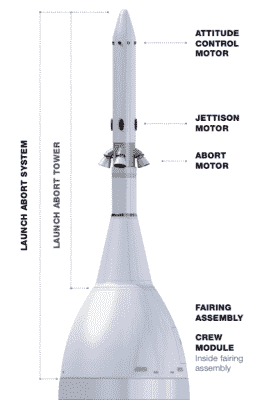 ATTITUDE
CONTROL
MOTOR
JETTISON
MOTOR
ABORT
MOTOR
LAUNCH ABORT SYSTEM
LAUNCH ABORT TOWER
FAIRING
ASSEMBLY
CREW
MODULE
Inside fairing
assembly